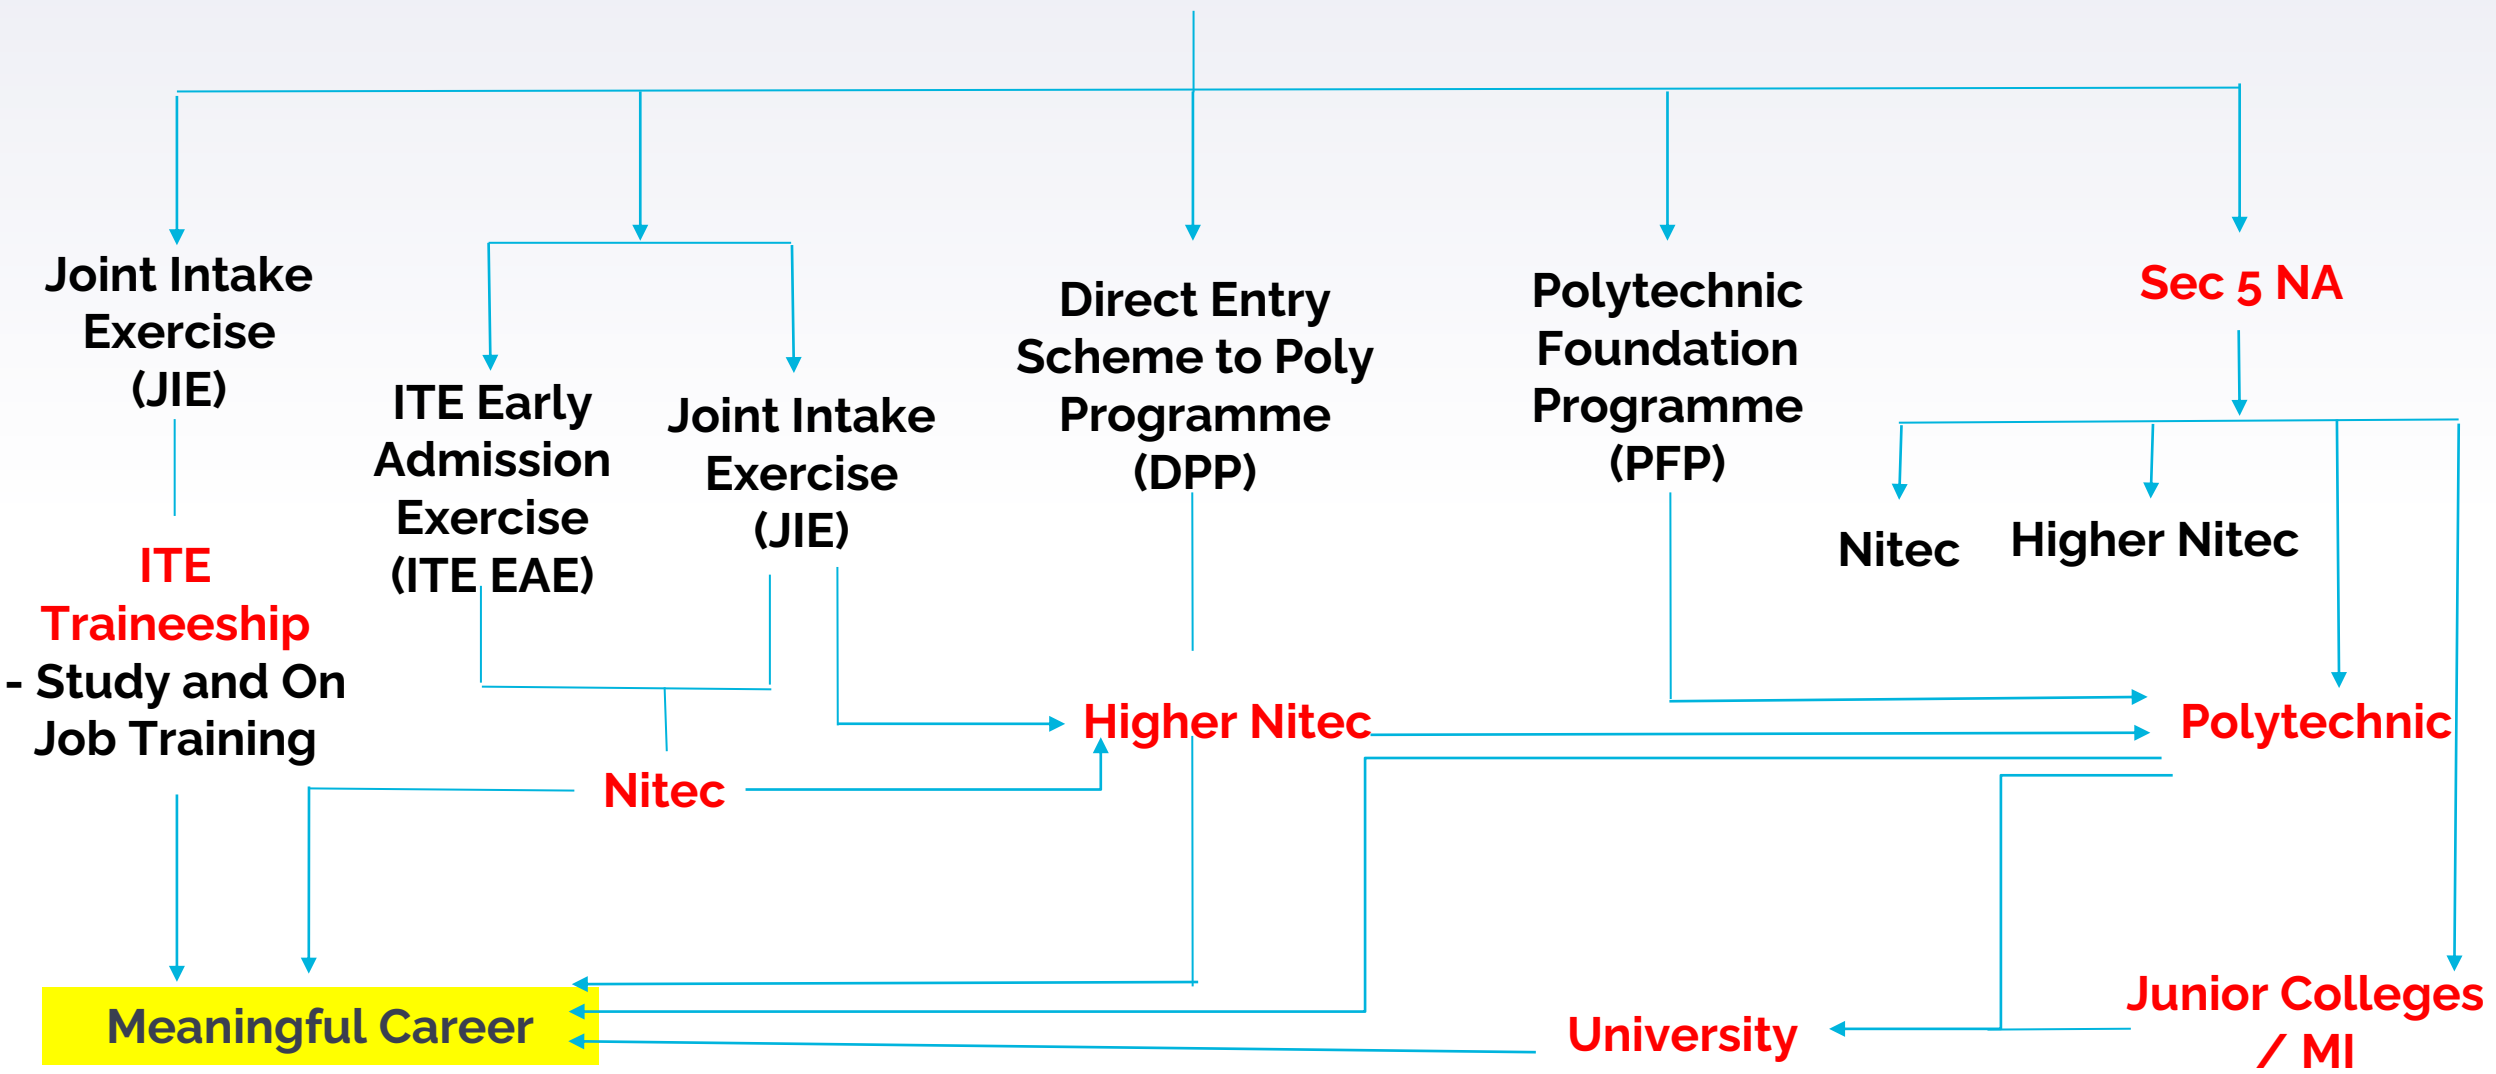 Joint Intake
Exercise
(JIE)
ITE
Traineeship
- Study and On
Job Training
ITE Early
Admission
Exercise
(ITE EAE)
Joint Intake
Exercise
(JIE)
Nitec
Direct Entry
Scheme to Poly
Programme
(DPP)
Higher Nitec
Polytechnic
Foundation
Programme
(PFP)
Sec 5 NA
Nitec
Higher Nitec
Polytechnic
Junior Colleges
/ MI
University
Meaningful Career